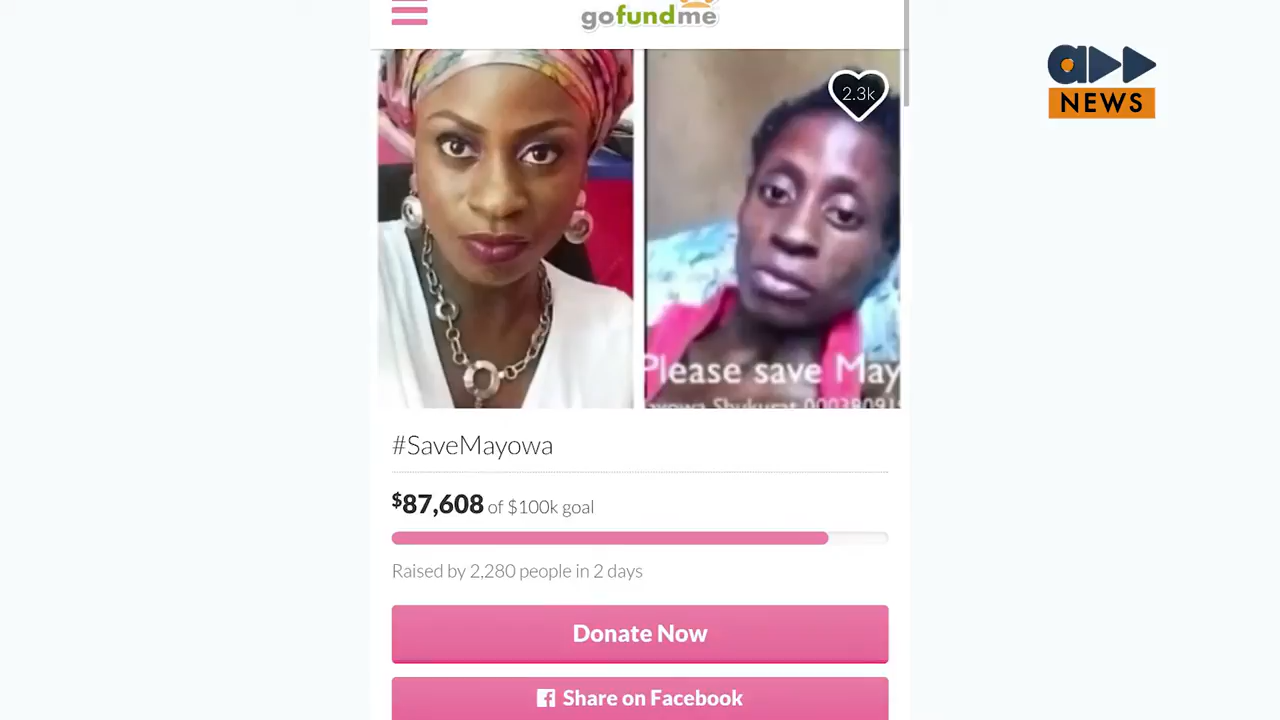 gofundme
a
NEWS
2.3k
Please save May
#SaveMayowa
$87,608 of $100k goal
Raised by 2,280 people in 2 days
Donate Now
Share on Facebook